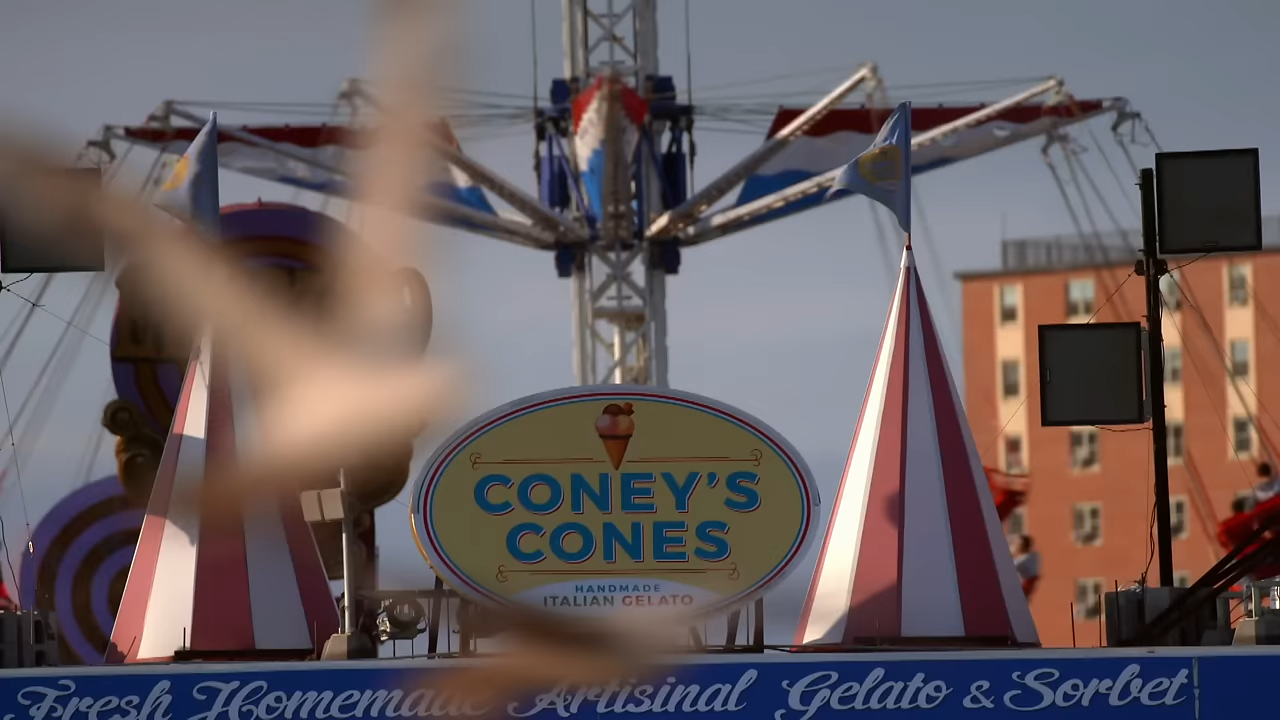 CONEY'S
CONES
HANDMADE
ITALIAN GELATO
Fresh Homemade Artisinal Gelato & Sorbet